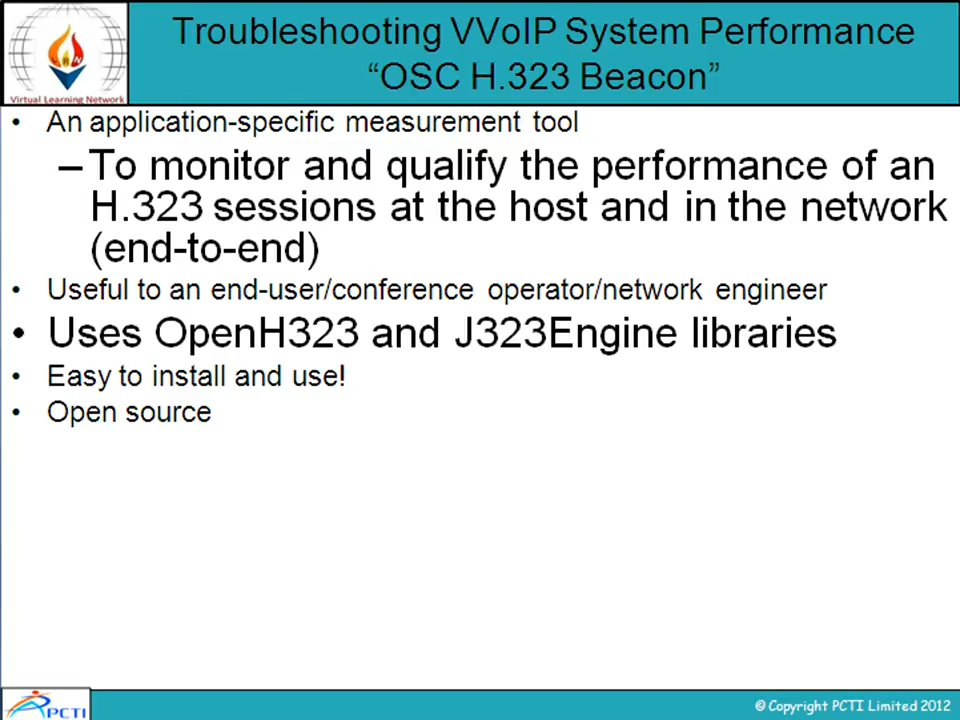 Troubleshooting VVoIP System Performance
“OSC H.323 Beacon”
Virtual Learning Network
• An application-specific measurement tool
– To monitor and qualify the performance of an
H.323 sessions at the host and in the network
(end-to-end)
• Useful to an end-user/conference operator/network engineer
• Uses OpenH323 and J323Engine libraries
• Easy to install and use!
• Open source
PCTI
© Copyright PCTI Limited 2012